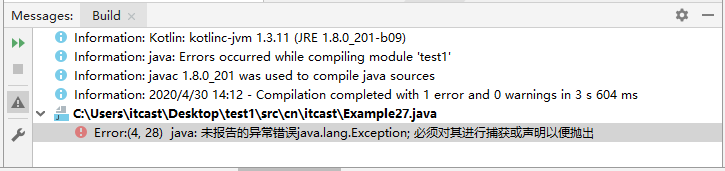 Messages: Build
Information: Kotlin: kotlinc-jvm 1.3.11 (JRE 1.8.0_201-b09)
Information: java: Errors occurred while compiling module 'test1'
Information: javac 1.8.0_201 was used to compile java sources
Information: 2020/4/30 14:12 - Compilation completed with 1 error and 0 warnings in 3 s 604 ms
C:\Users\itcast\Desktop\test1\src\cn\itcast\Example27.java
Error:(4, 28) java: 未报告的异常错误java.lang.Exception; 必须对其进行捕获或声明以便抛出